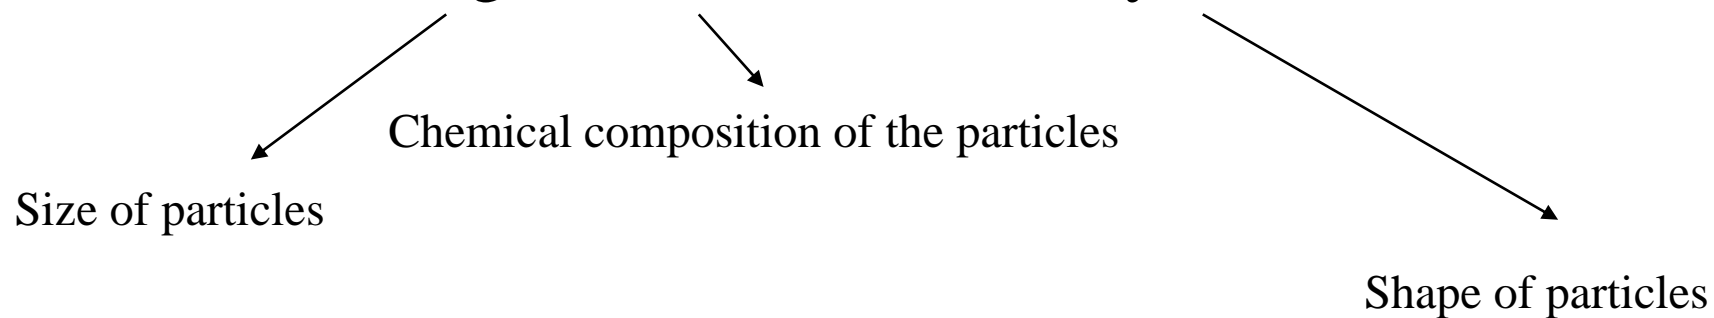 Chemical composition of the particles
Size of particles
Shape of particles